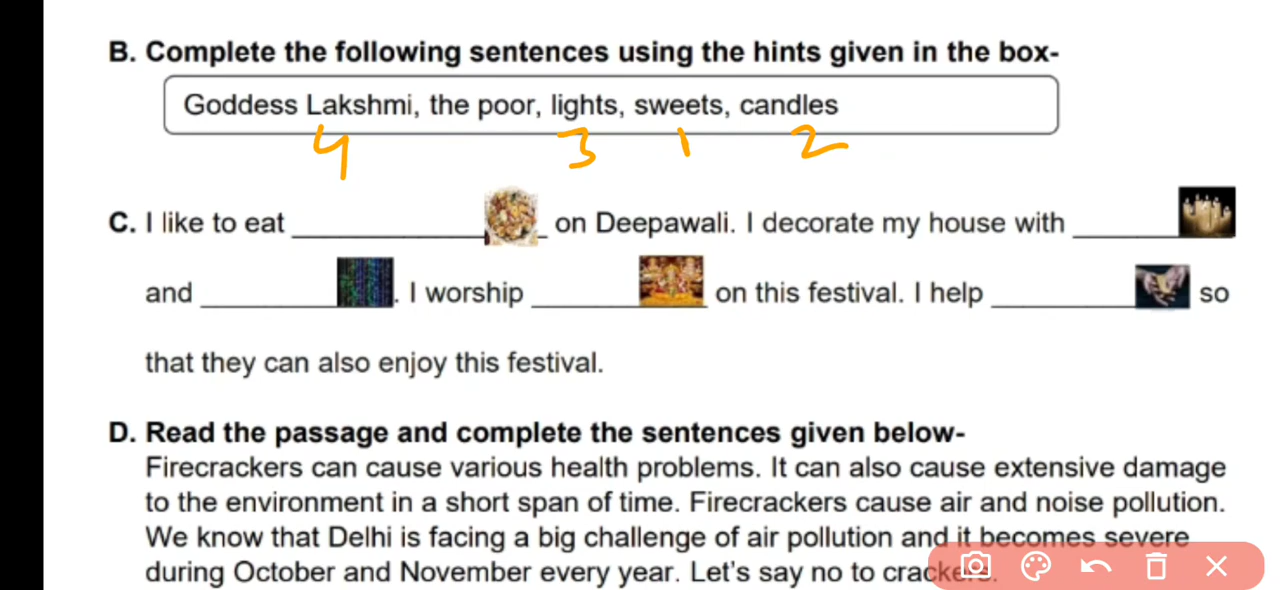 B. Complete the following sentences using the hints given in the box-
Goddess Lakshmi, the poor, lights, sweets, candles
4 3 1 2
C. I like to eat ____________ on Deepawali. I decorate my house with ________
and _________. I worship ___________ on this festival. I help __________ so
that they can also enjoy this festival.
D. Read the passage and complete the sentences given below-
Firecrackers can cause various health problems. It can also cause extensive damage
to the environment in a short span of time. Firecrackers cause air and noise pollution.
We know that Delhi is facing a big challenge of air pollution and it becomes severe
during October and November every year. Let's say no to crackers.